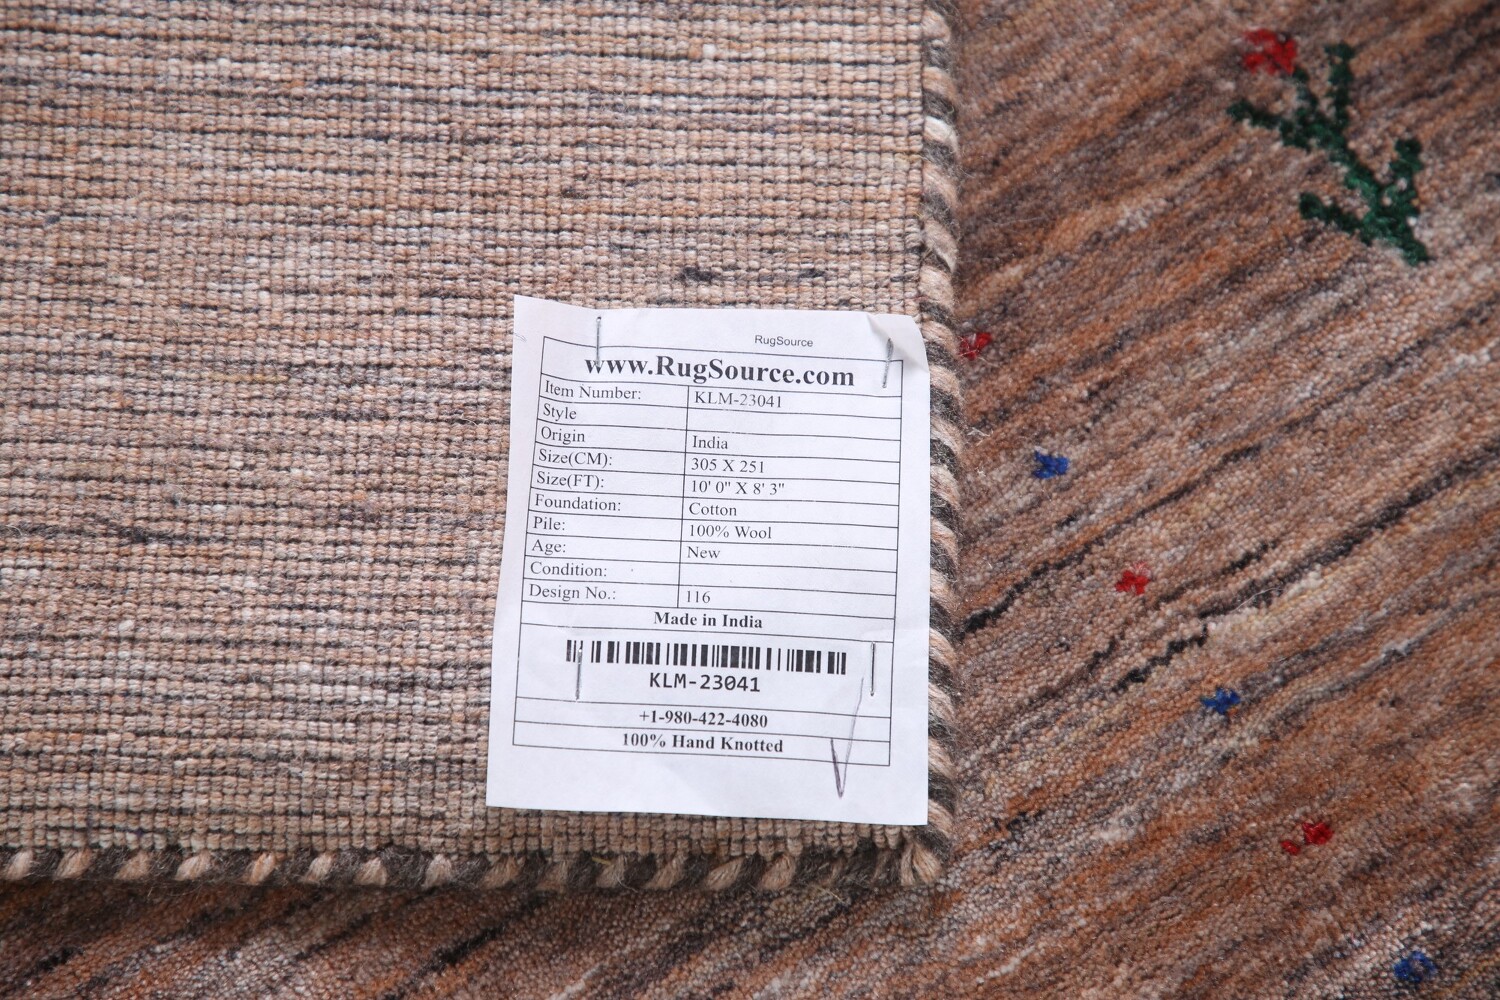 RugSource
www.RugSource.com
Item Number: KLM-23041
Style
Origin India
Size(CM): 305 X 251
Size(FT): 10' 0" X 8' 3"
Foundation: Cotton
Pile: 100% Wool
Age: New
Condition:
Design No.: 116
Made in India
KLM-23041
+1-980-422-4080
100% Hand Knotted